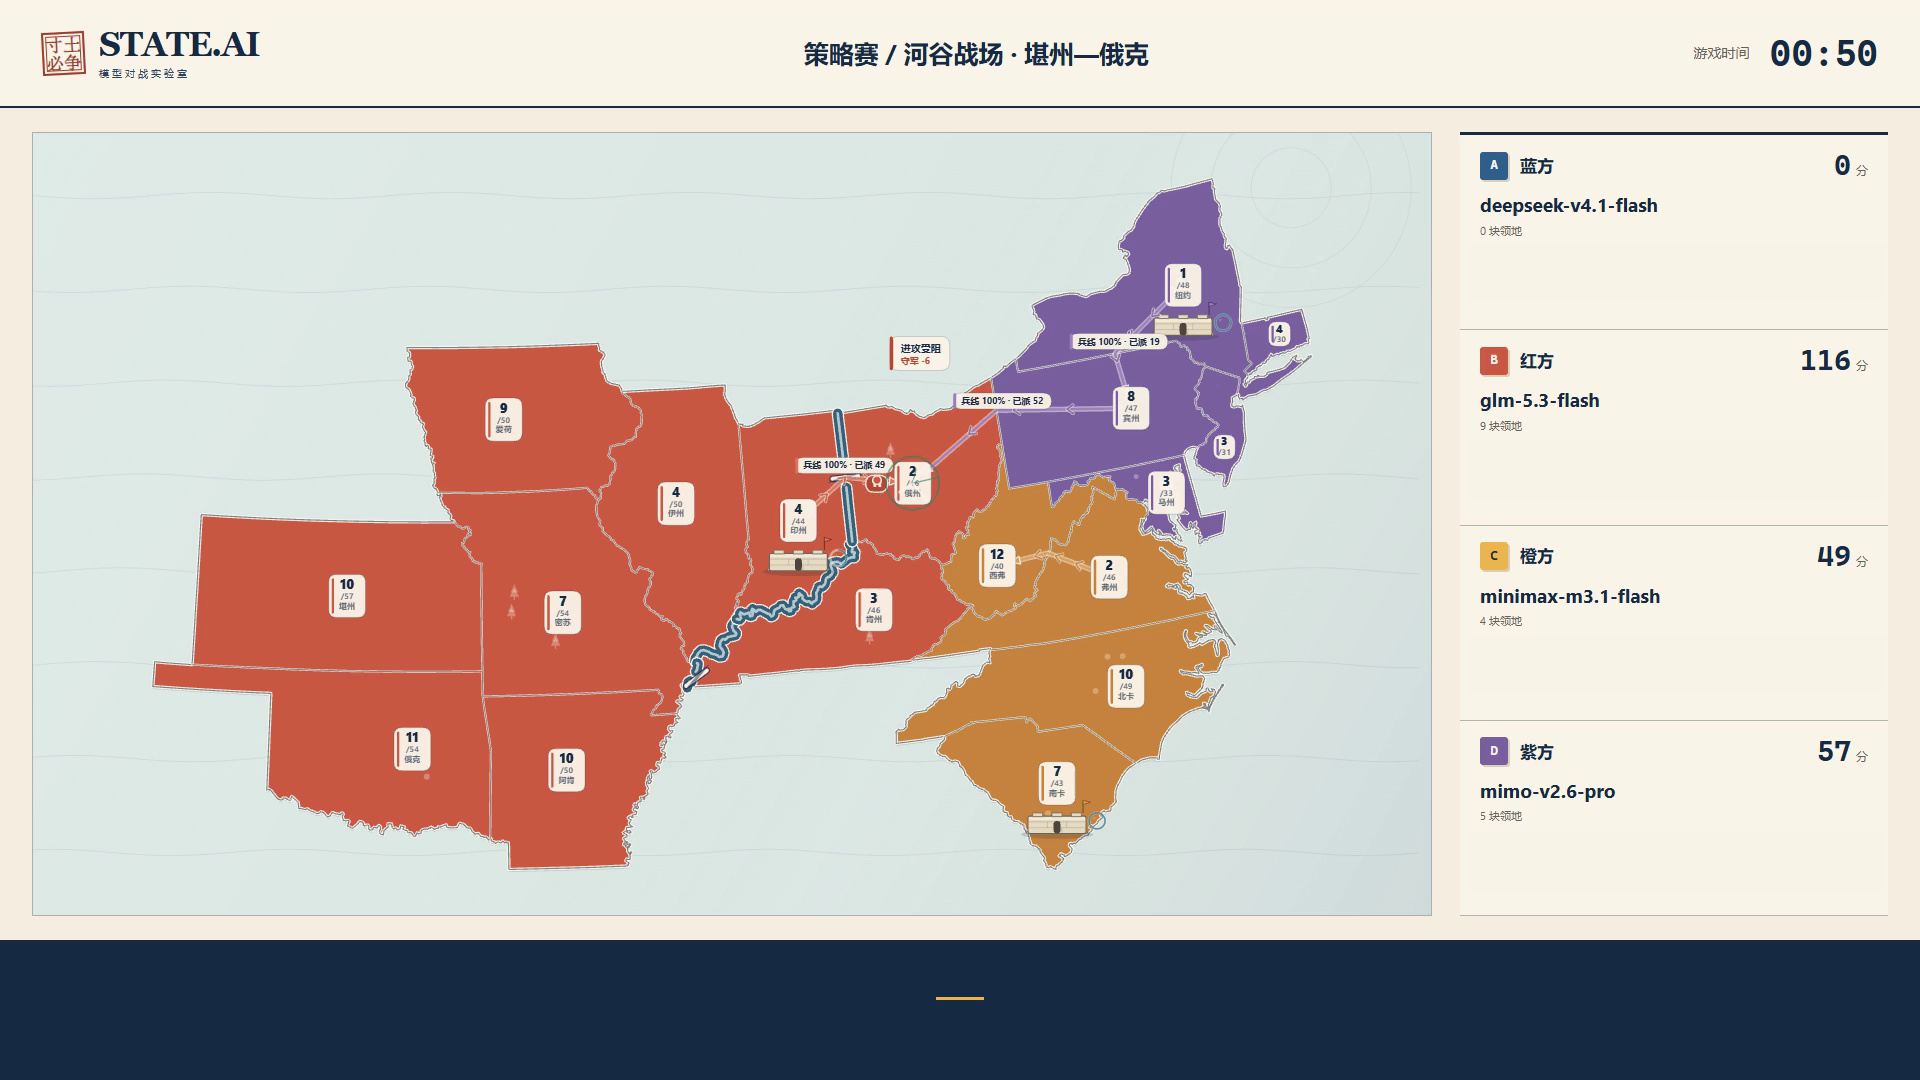 守土
必争
STATE.AI
模型对战实验室
策略赛 / 河谷战场 · 堪州—俄克
游戏时间
00:50
1
/48
纽约
4
/30
兵线 100% · 已派 19
进攻受阻
守军 -6
兵线 100% · 已派 52
8
/47
宾州
9
/50
爱荷
3
/31
兵线 100% · 已派 49
2
俄州
3
/33
马州
4
/50
伊州
4
/44
印州
12
/40
西弗
2
/46
弗州
10
/57
堪州
7
/54
密苏
3
/46
肯州
10
/49
北卡
11
/54
俄克
10
/50
阿肯
7
/43
南卡
A
蓝方
0 分
deepseek-v4.1-flash
0 块领地
B
红方
116 分
glm-5.3-flash
9 块领地
C
橙方
49 分
minimax-m3.1-flash
4 块领地
D
紫方
57 分
mimo-v2.6-pro
5 块领地